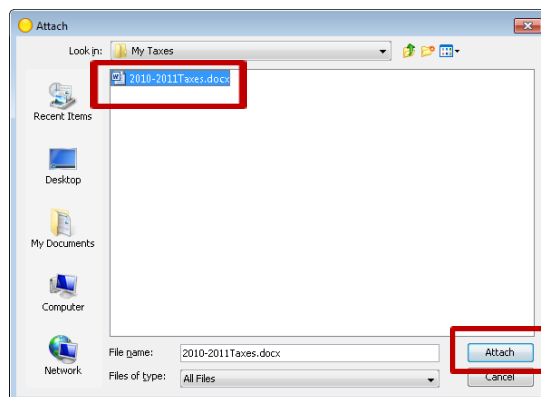 Attach
Look in: My Taxes
2010-2011Taxes.docx
Recent Items
Desktop
My Documents
Computer
Network
File name: 2010-2011Taxes.docx Attach
Files of type: All Files Cancel